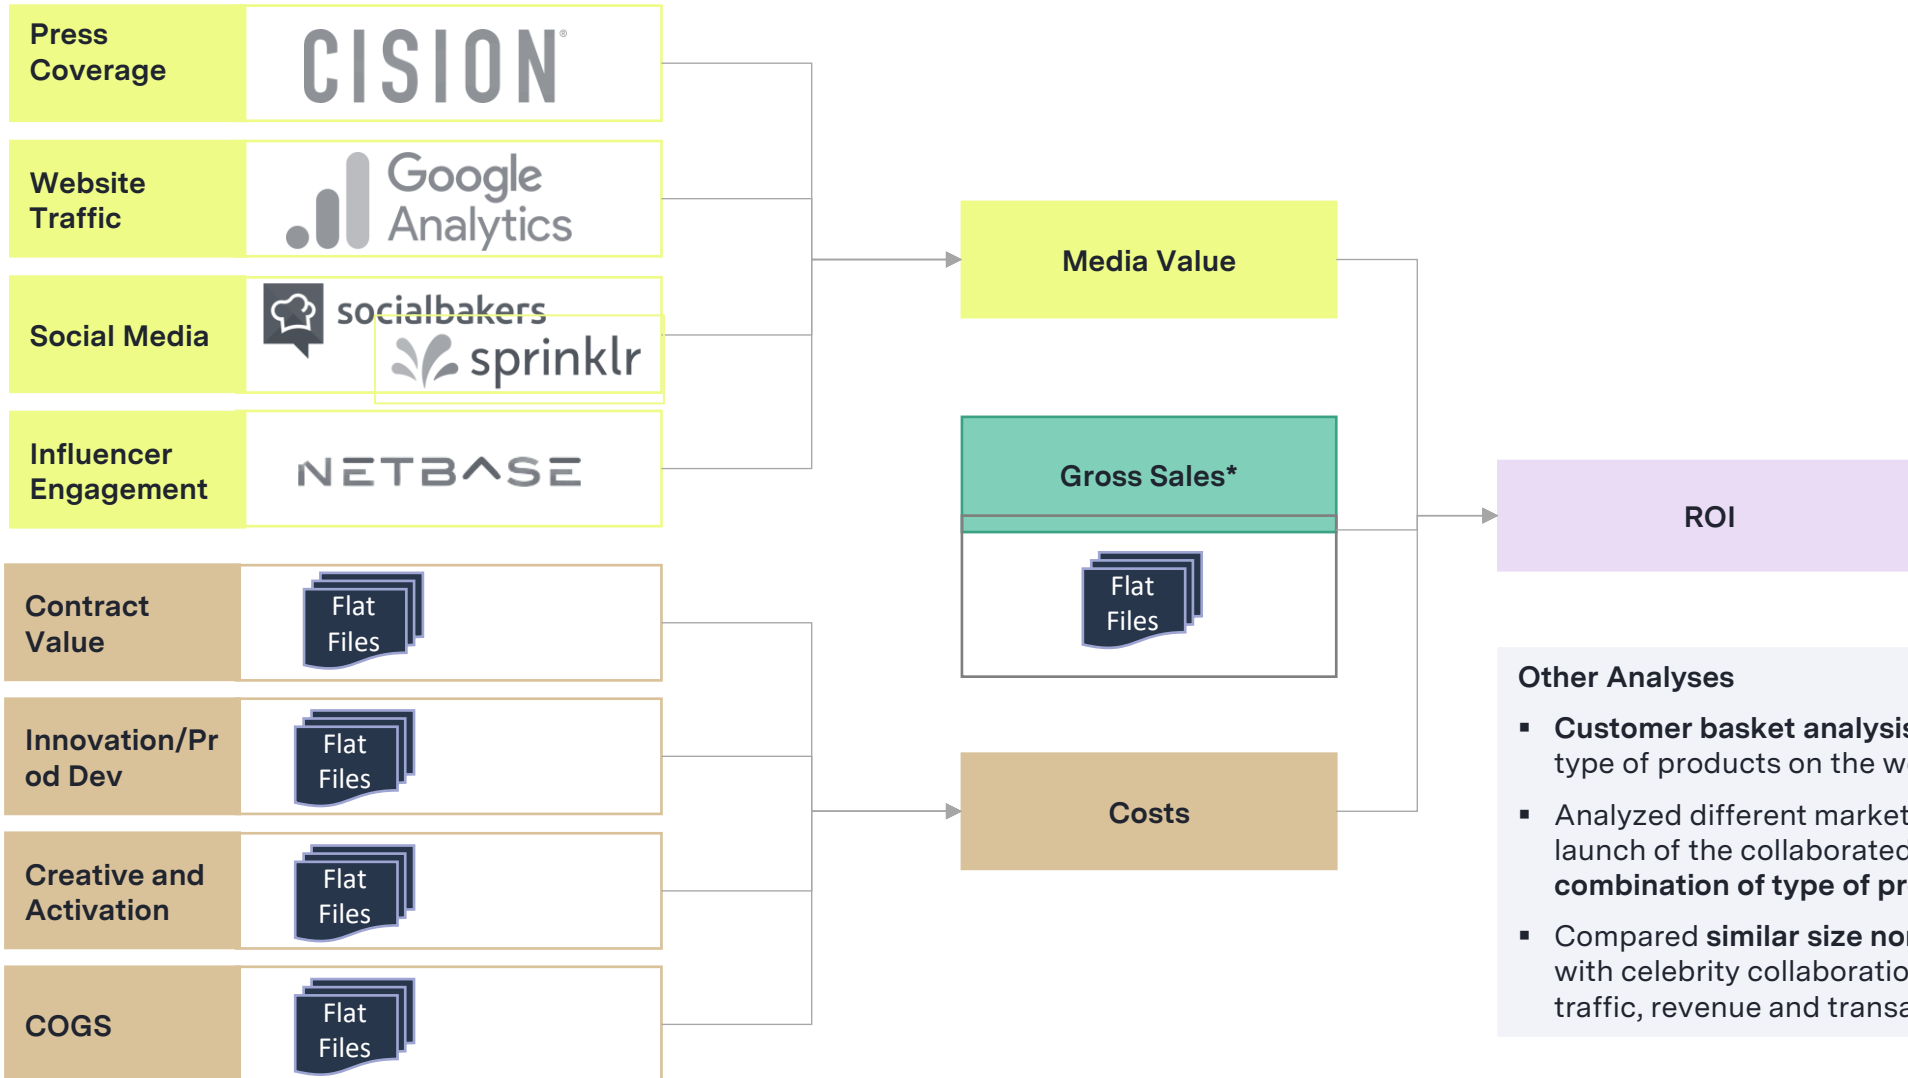 Press
Coverage
CISION®
Website
Traffic
Google
Analytics
Social Media
socialbakers
sprinklr
Influencer
Engagement
NETBASE
Contract
Value
Flat
Files
Innovation/Pr
od Dev
Flat
Files
Creative and
Activation
Flat
Files
COGS
Flat
Files
Media Value
Gross Sales*
Flat
Files
Costs
ROI
Other Analyses
▪ Customer basket analysis
type of products on the we
▪ Analyzed different market
launch of the collaborated
combination of type of pr
▪ Compared similar size nor
with celebrity collaboratio
traffic, revenue and transa